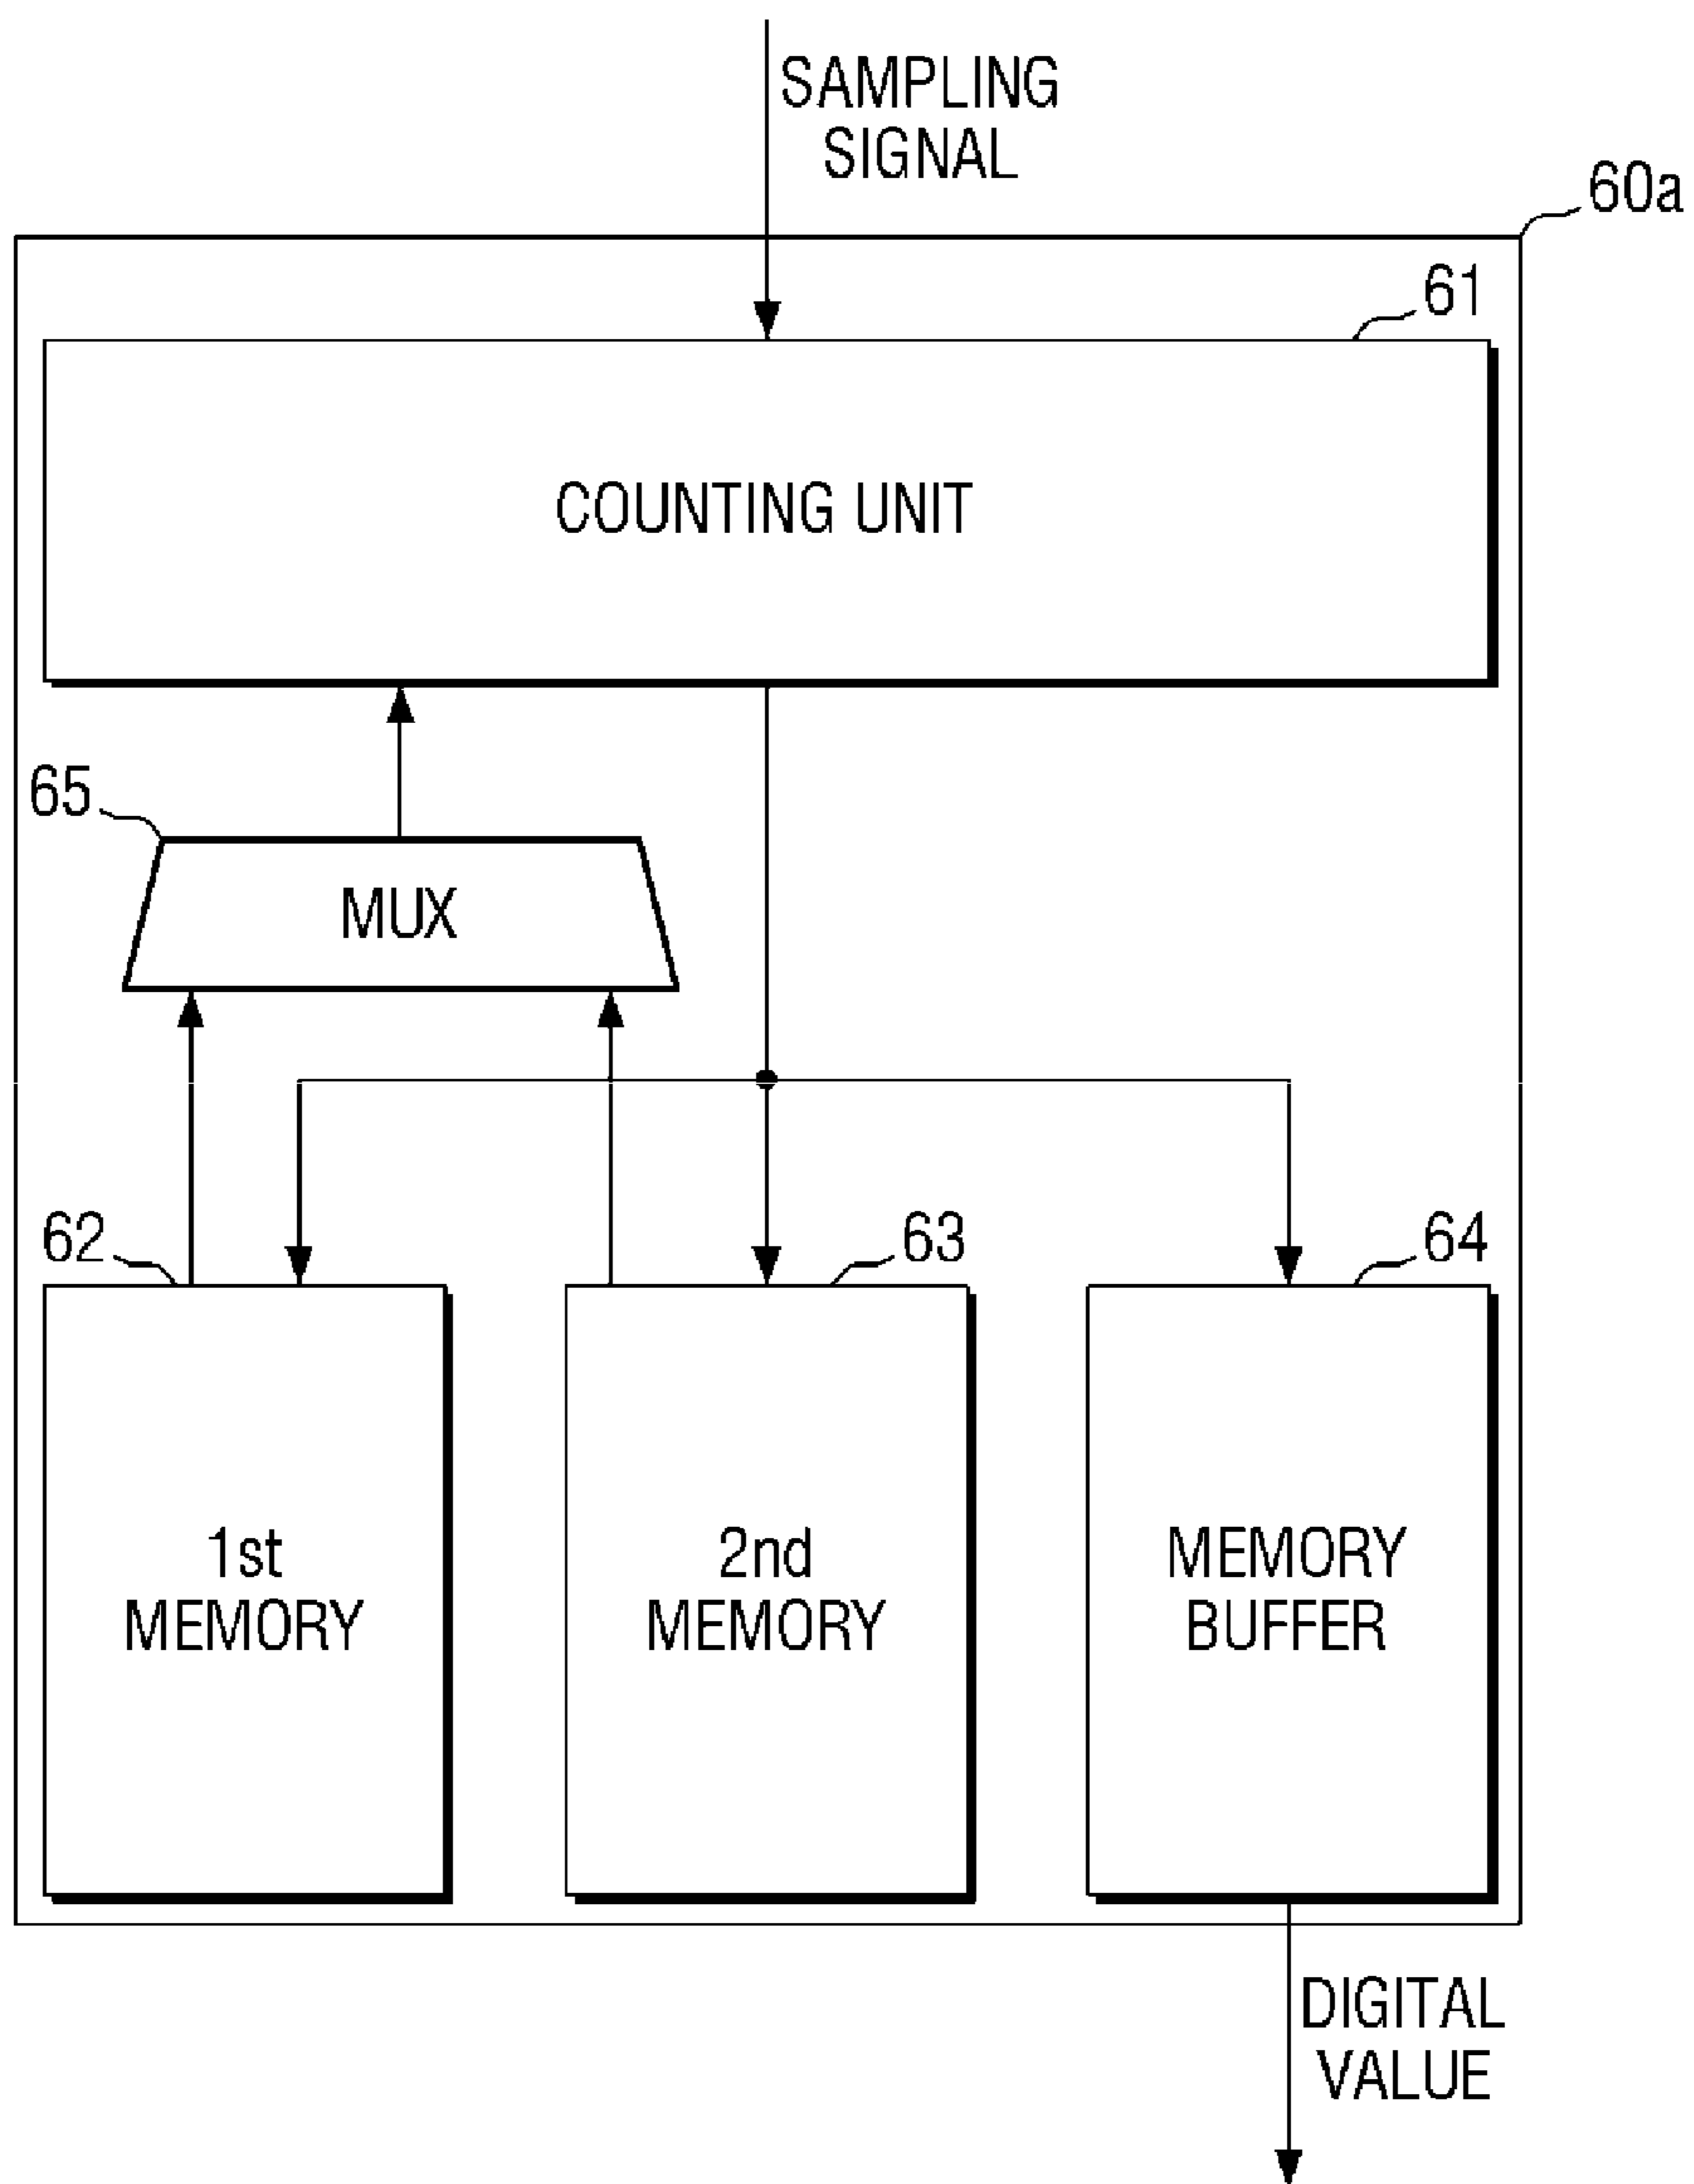 SAMPLING
SIGNAL
60a
61
COUNTING UNIT
65
MUX
62
63
64
1st
MEMORY
2nd
MEMORY
MEMORY
BUFFER
DIGITAL
VALUE